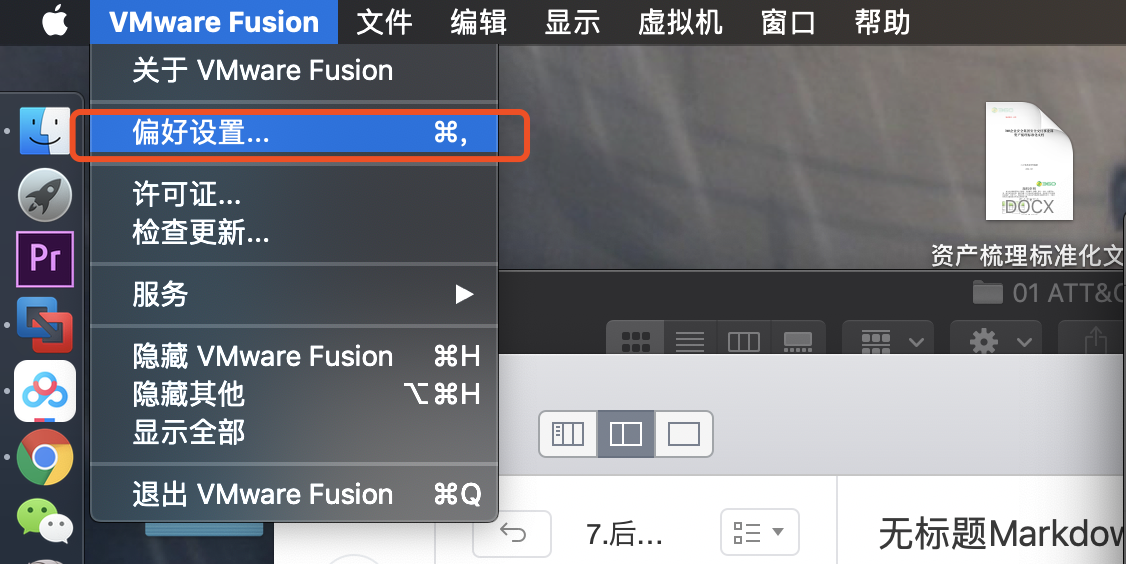 VMware Fusion 文件 编辑 显示 虚拟机 窗口 帮助
关于 VMware Fusion
偏好设置... ⌘,
许可证...
检查更新...
服务 ▶
隐藏 VMware Fusion ⌘H
隐藏其他 ⌥⌘H
显示全部
退出 VMware Fusion ⌘Q
Pr
DOCX
资产梳理标准化文
01 ATT&C
7.后...
无标题Markdow